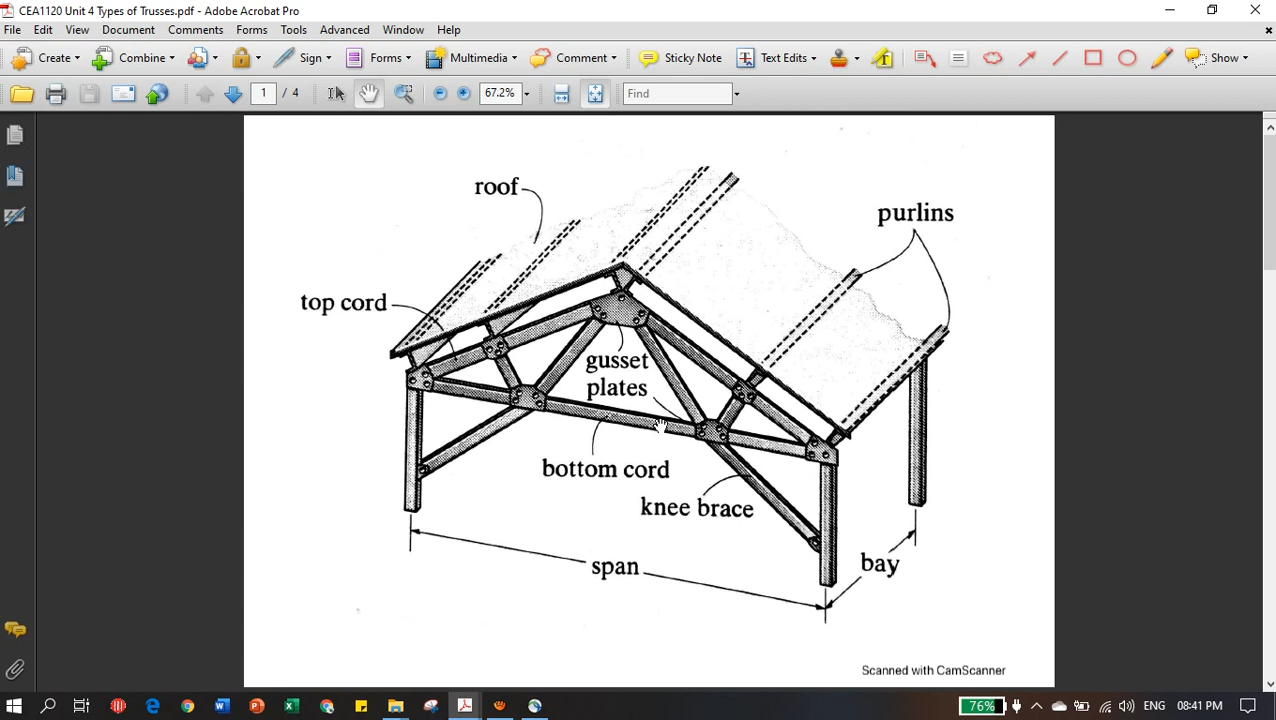 CEA1120 Unit 4 Types of Trusses.pdf - Adobe Acrobat Pro
File Edit View Document Comments Forms Tools Advanced Window Help
Create Combine Sign Forms Multimedia Comment Sticky Note Text Edits Show
1 / 4 67.2% Find
roof
purlins
top cord
gusset
plates
bottom cord
knee brace
span
bay
Scanned with CamScanner
76% 08:41 PM